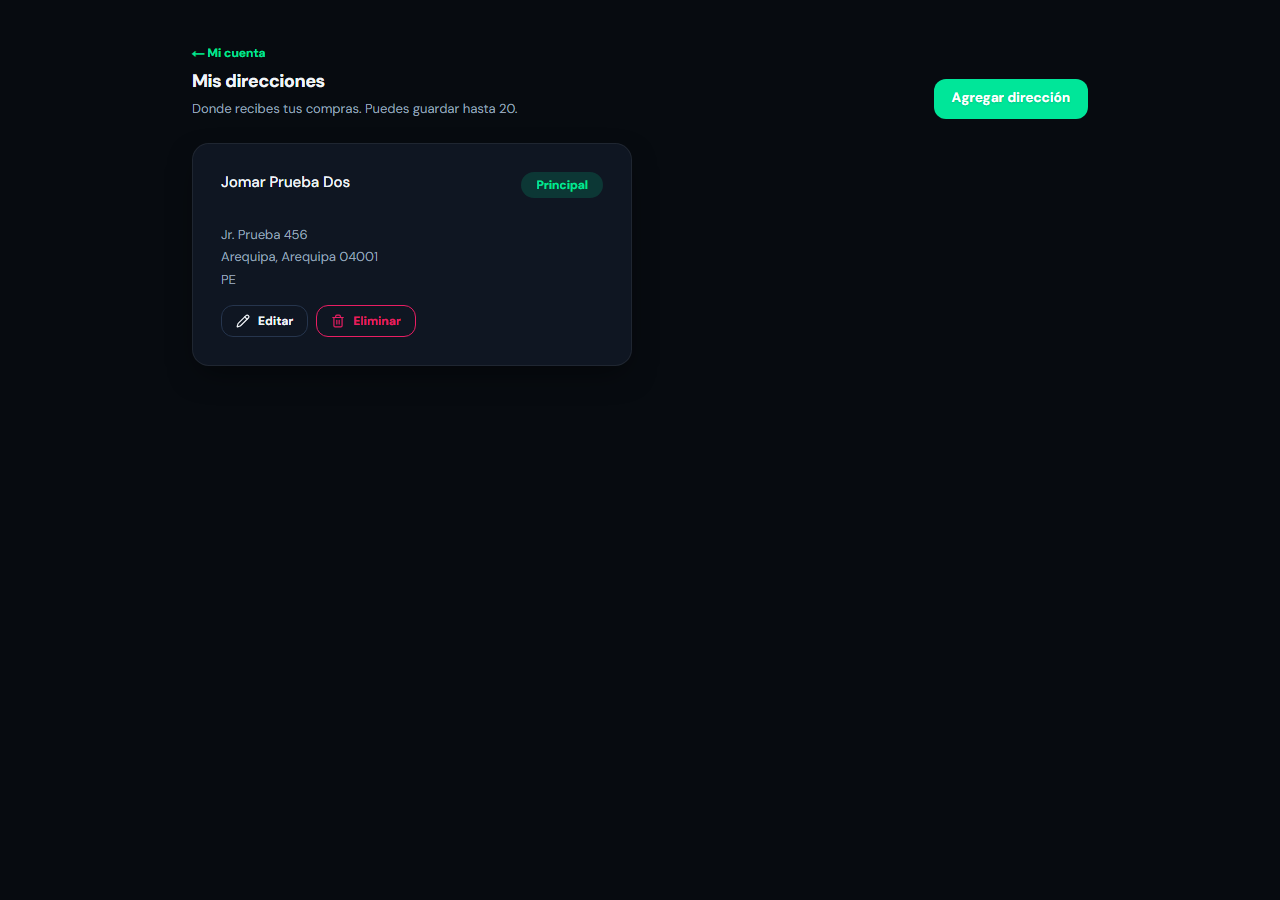 ← Mi cuenta
Mis direcciones
Donde recibes tus compras. Puedes guardar hasta 20.
Agregar dirección
Jomar Prueba Dos
Principal
Jr. Prueba 456
Arequipa, Arequipa 04001
PE
Editar
Eliminar